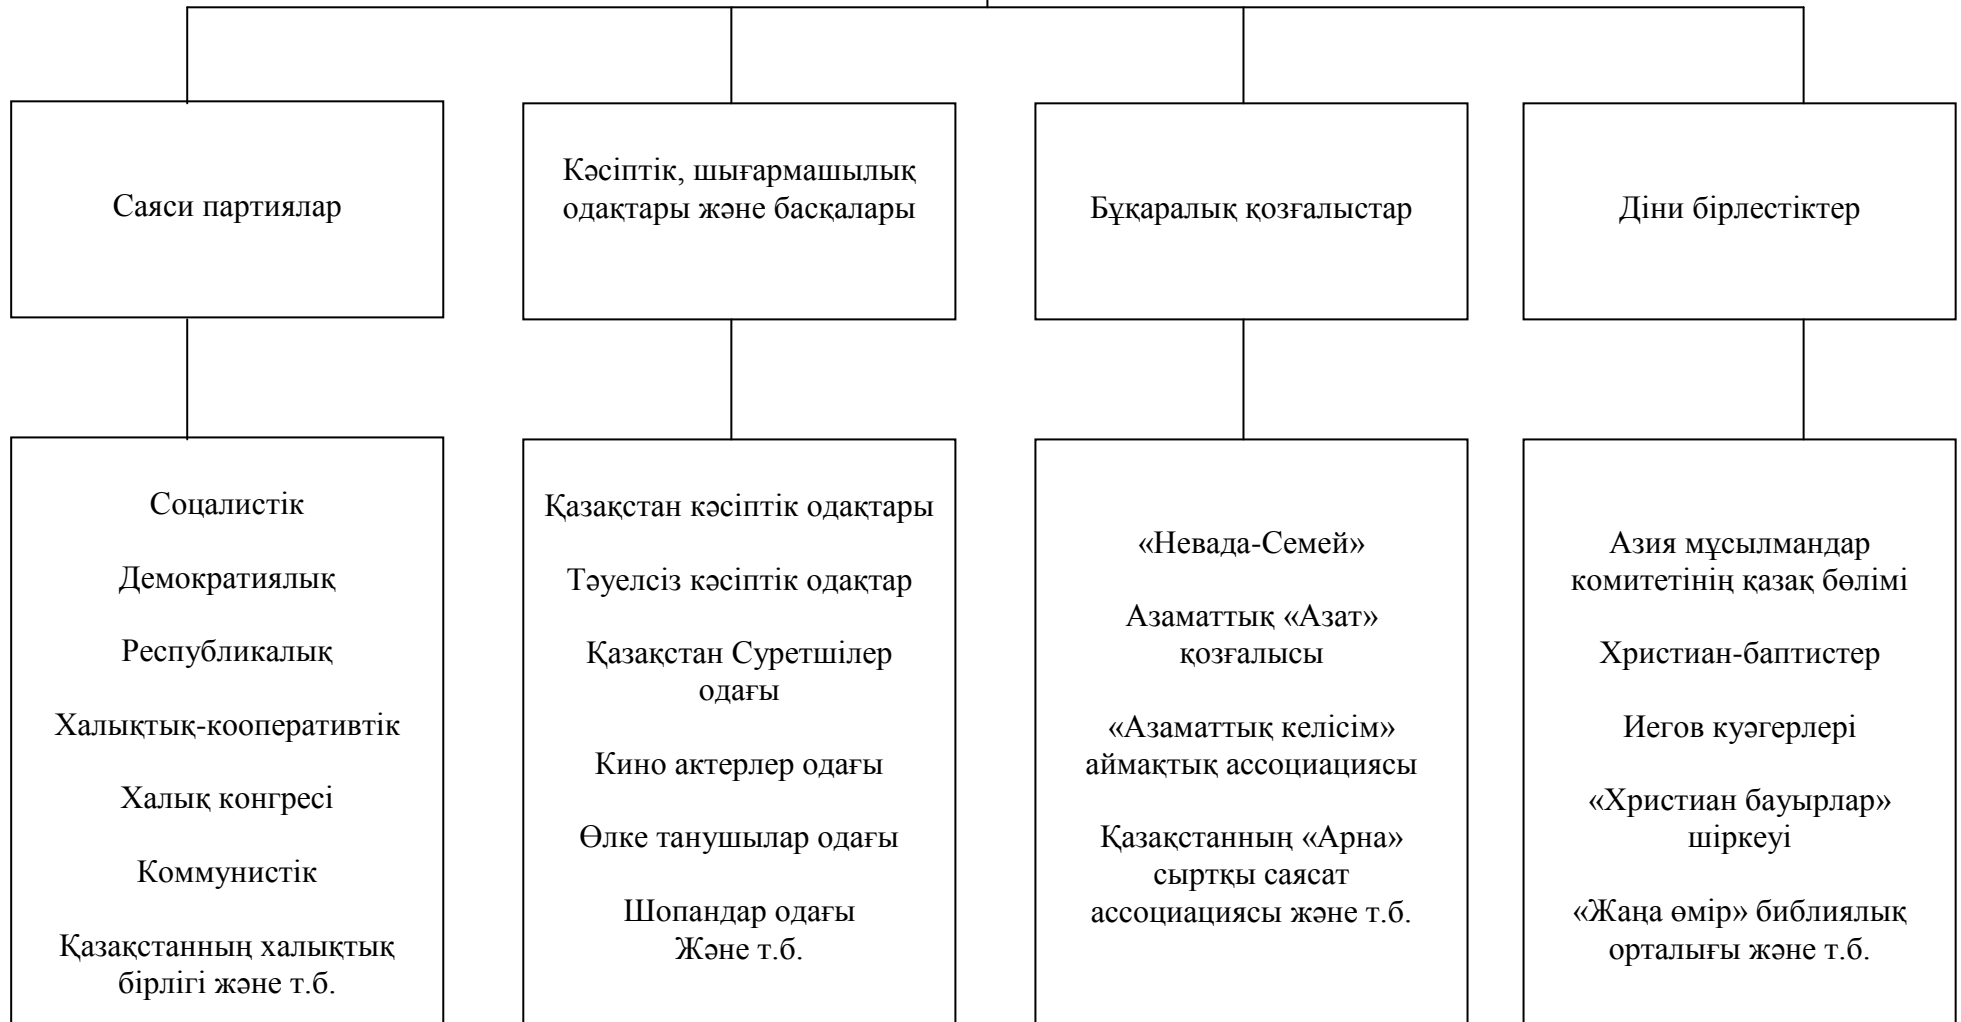 Саяси партиялар
Кәсіптік, шығармашылық
одақтары және басқалары
Бұқаралық қозғалыстар
Діни бірлестіктер
Соцалистік
Демократиялық
Республикалық
Халықтық-кооперативтік
Халық конгресі
Коммунистік
Қазақстанның халықтық
бірлігі және т.б.
Қазақстан кәсіптік одақтары
Тәуелсіз кәсіптік одақтар
Қазақстан Суретшілер
одағы
Кино актерлер одағы
Өлке танушылар одағы
Шопандар одағы
Және т.б.
«Невада-Семей»
Азаматтық «Азат»
қозғалысы
«Азаматтық келісім»
аймақтық ассоциациясы
Қазақстанның «Арна»
сыртқы саясат
ассоциациясы және т.б.
Азия мұсылмандар
комитетінің қазақ бөлімі
Христиан-баптистер
Иегов куәгерлері
«Христиан бауырлар»
шіркеуі
«Жаңа өмір» библиялық
орталығы және т.б.